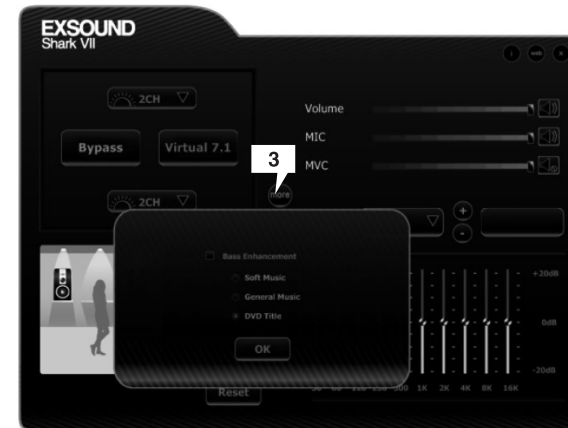 EXSOUND
Shark VII
i web x
2CH
Volume
MIC
Bypass Virtual 7.1
3
MVC
more
2CH
+
-
Bass Enhancement
Soft Music
General Music
DVD Title
OK
+20dB
0dB
-20dB
1K 2K 4K 8K 16K
Reset